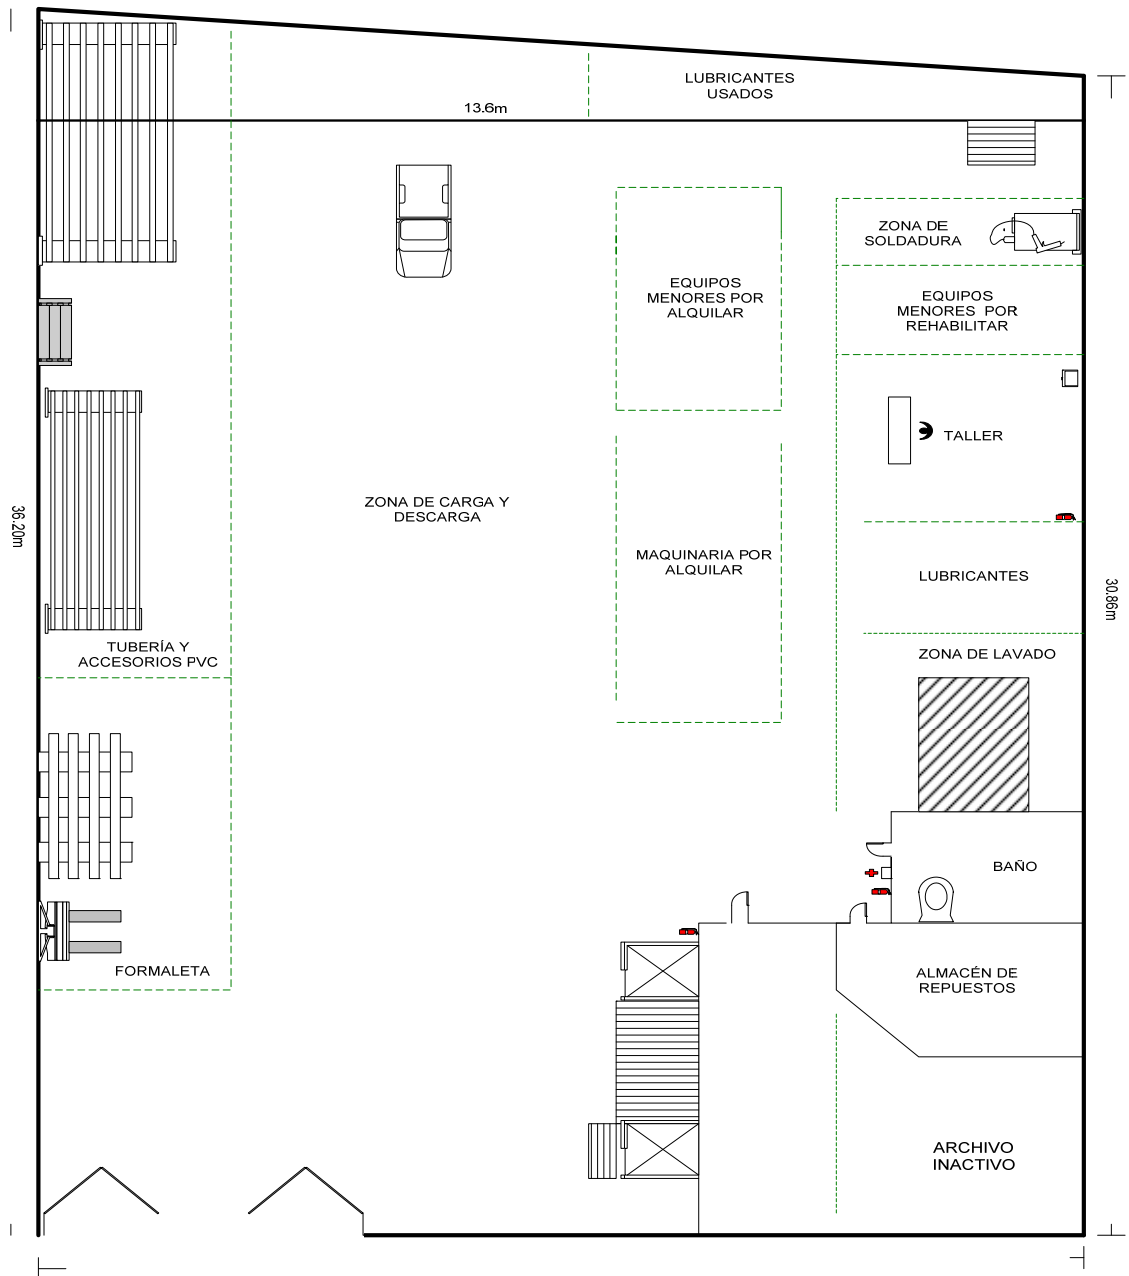 LUBRICANTES
USADOS
13.6m
ZONA DE
SOLDADURA
EQUIPOS
MENORES POR
ALQUILAR
EQUIPOS
MENORES POR
REHABILITAR
TALLER
ZONA DE CARGA Y
DESCARGA
36.20m
MAQUINARIA POR
ALQUILAR
LUBRICANTES
30.86m
TUBERÍA Y
ACCESORIOS PVC
ZONA DE LAVADO
BAÑO
FORMALETA
ALMACÉN DE
REPUESTOS
ARCHIVO
INACTIVO